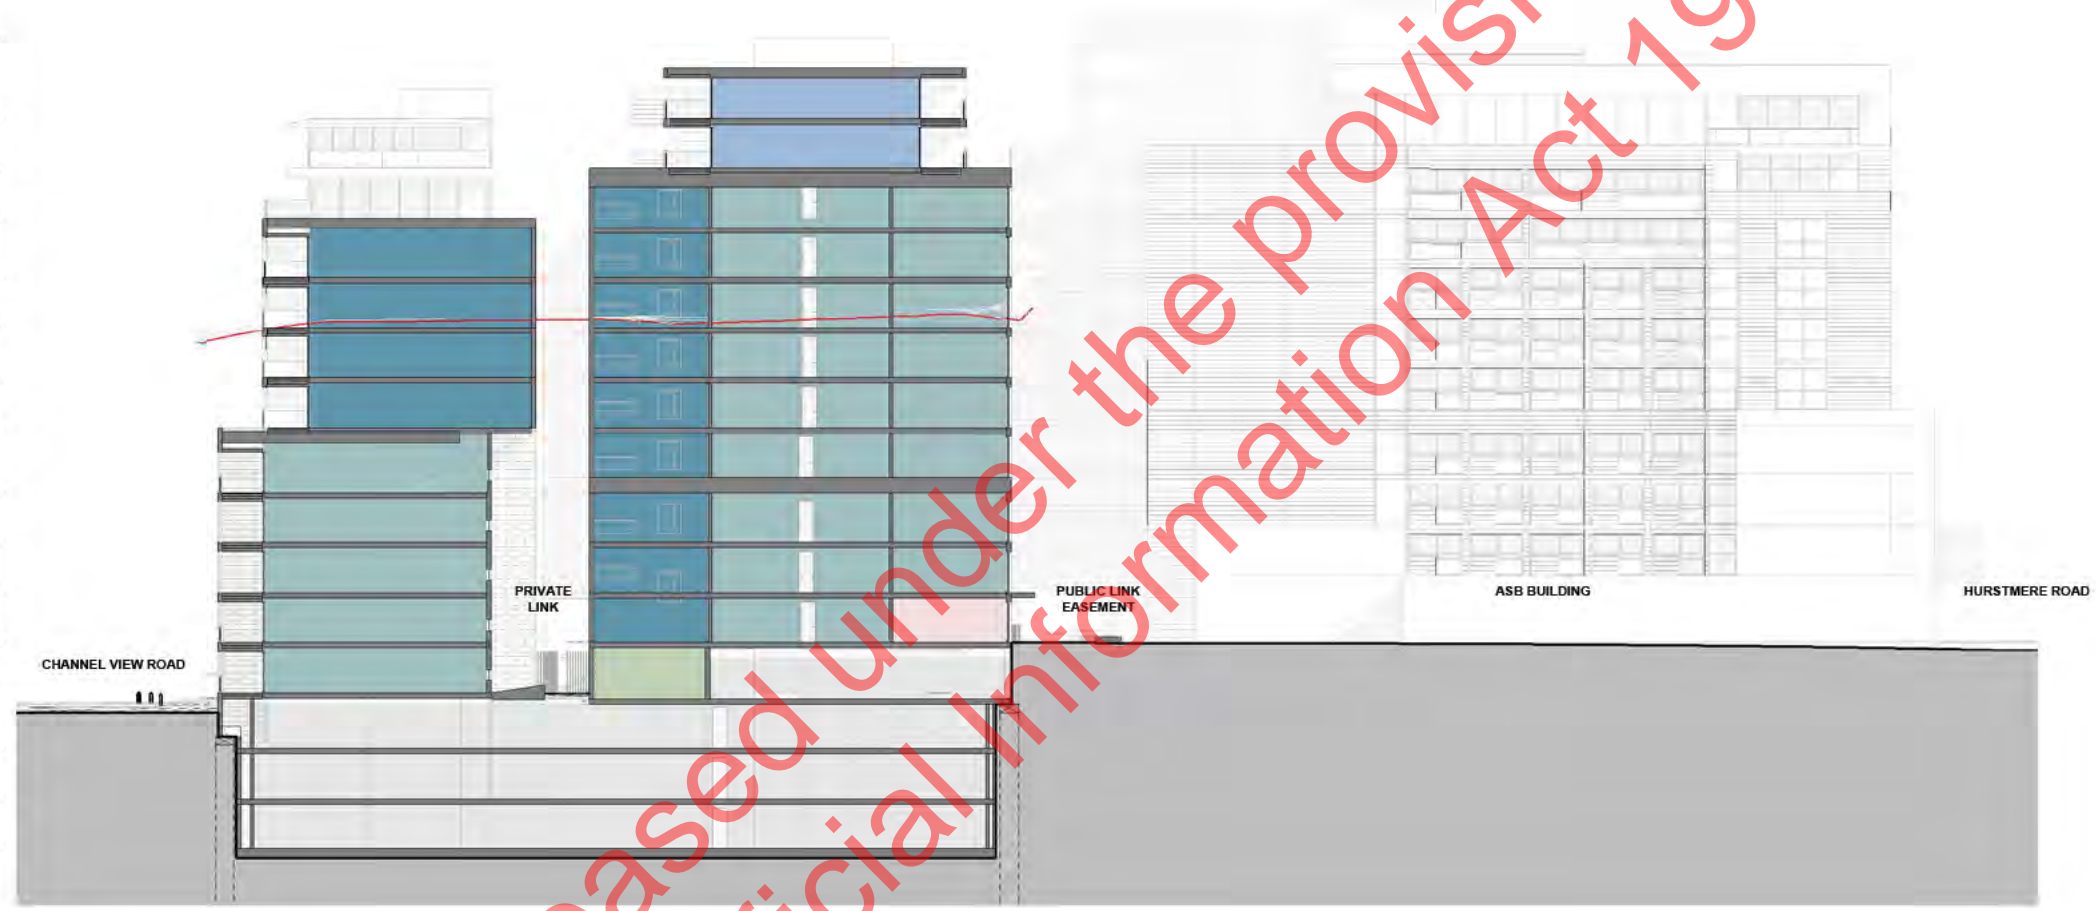 PRIVATE
LINK
PUBLIC LINK
EASEMENT
ASB BUILDING
HURSTMERE ROAD
CHANNEL VIEW ROAD
ased under the provis
icial Information Act 19